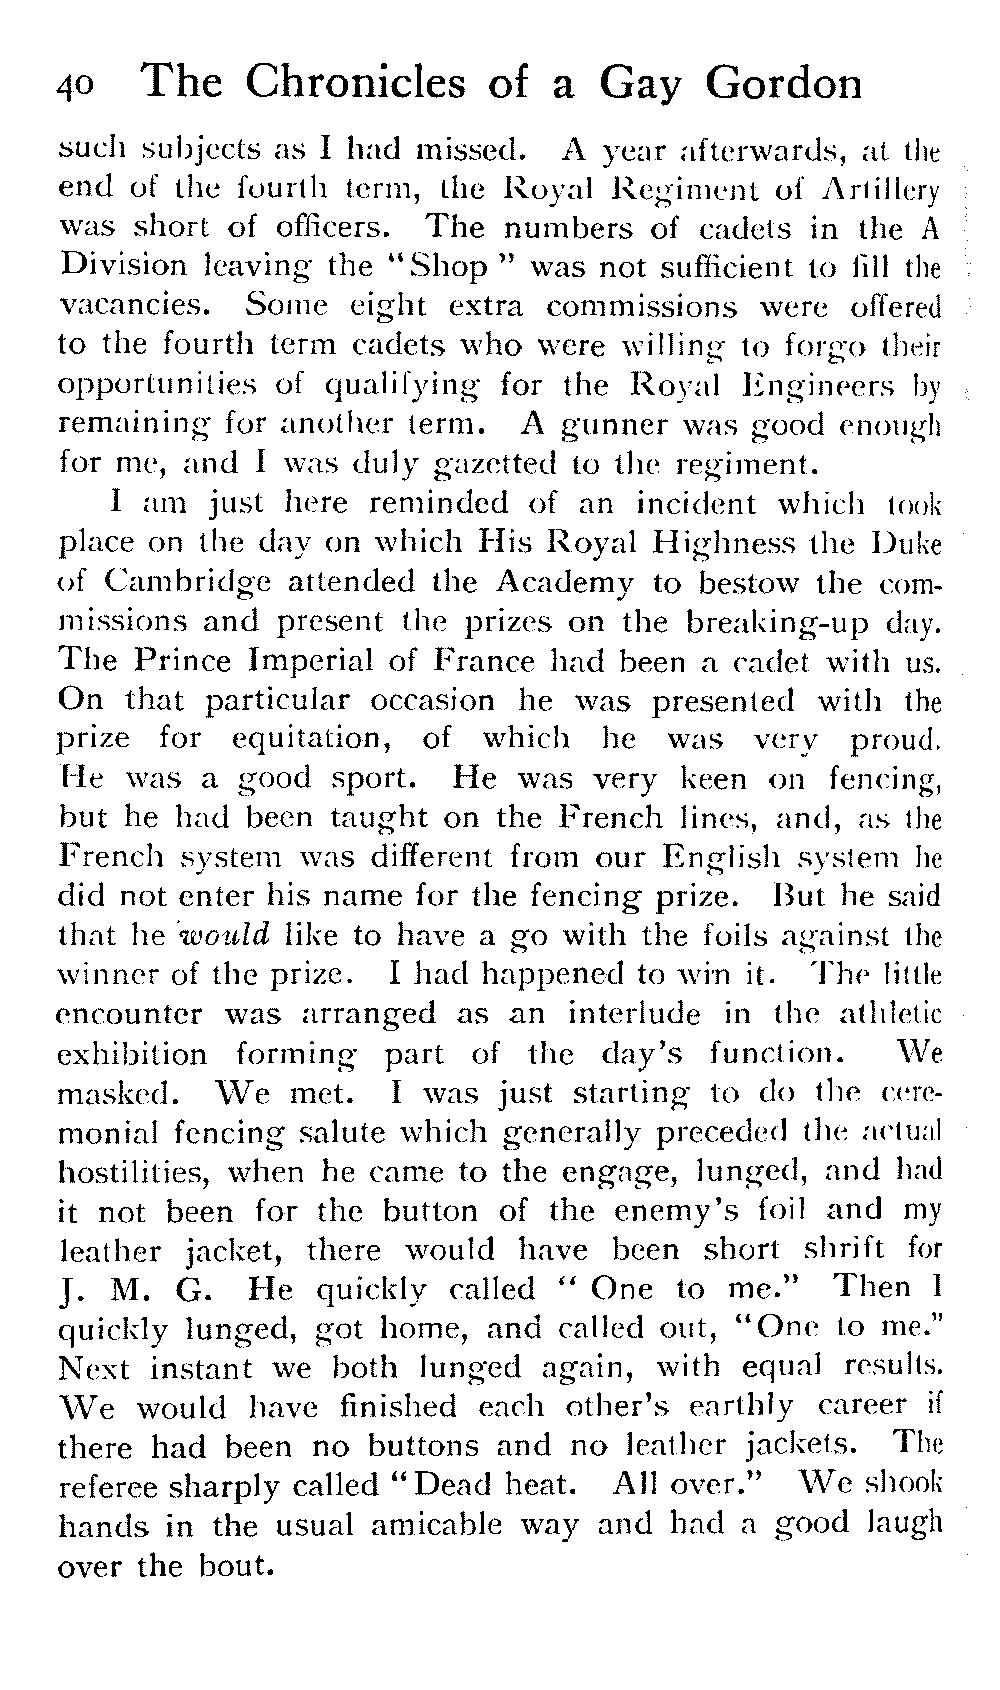 40 The Chronicles of a Gay Gordon
such subjects as I had missed. A year afterwards, at the
end of the fourth term, the Royal Regiment of Artillery
was short of officers. The numbers of cadets in the A
Division leaving the "Shop" was not sufficient to fill the
vacancies. Some eight extra commissions were offered
to the fourth term cadets who were willing to forgo their
opportunities of qualifying for the Royal Engineers by
remaining for another term. A gunner was good enough
for me, and I was duly gazetted to the regiment.
I am just here reminded of an incident which took
place on the day on which His Royal Highness the Duke
of Cambridge attended the Academy to bestow the com-
missions and present the prizes on the breaking-up day.
The Prince Imperial of France had been a cadet with us.
On that particular occasion he was presented with the
prize for equitation, of which he was very proud.
He was a good sport. He was very keen on fencing,
but he had been taught on the French lines, and, as the
French system was different from our English system he
did not enter his name for the fencing prize. But he said
that he would like to have a go with the foils against the
winner of the prize. I had happened to win it. The little
encounter was arranged as an interlude in the athletic
exhibition forming part of the day's function. We
masked. We met. I was just starting to do the cere-
monial fencing salute which generally preceded the actual
hostilities, when he came to the engage, lunged, and had
it not been for the button of the enemy's foil and my
leather jacket, there would have been short shrift for
J. M. G. He quickly called "One to me." Then I
quickly lunged, got home, and called out, "One to me."
Next instant we both lunged again, with equal results.
We would have finished each other's earthly career if
there had been no buttons and no leather jackets. The
referee sharply called "Dead heat. All over." We shook
hands in the usual amicable way and had a good laugh
over the bout.